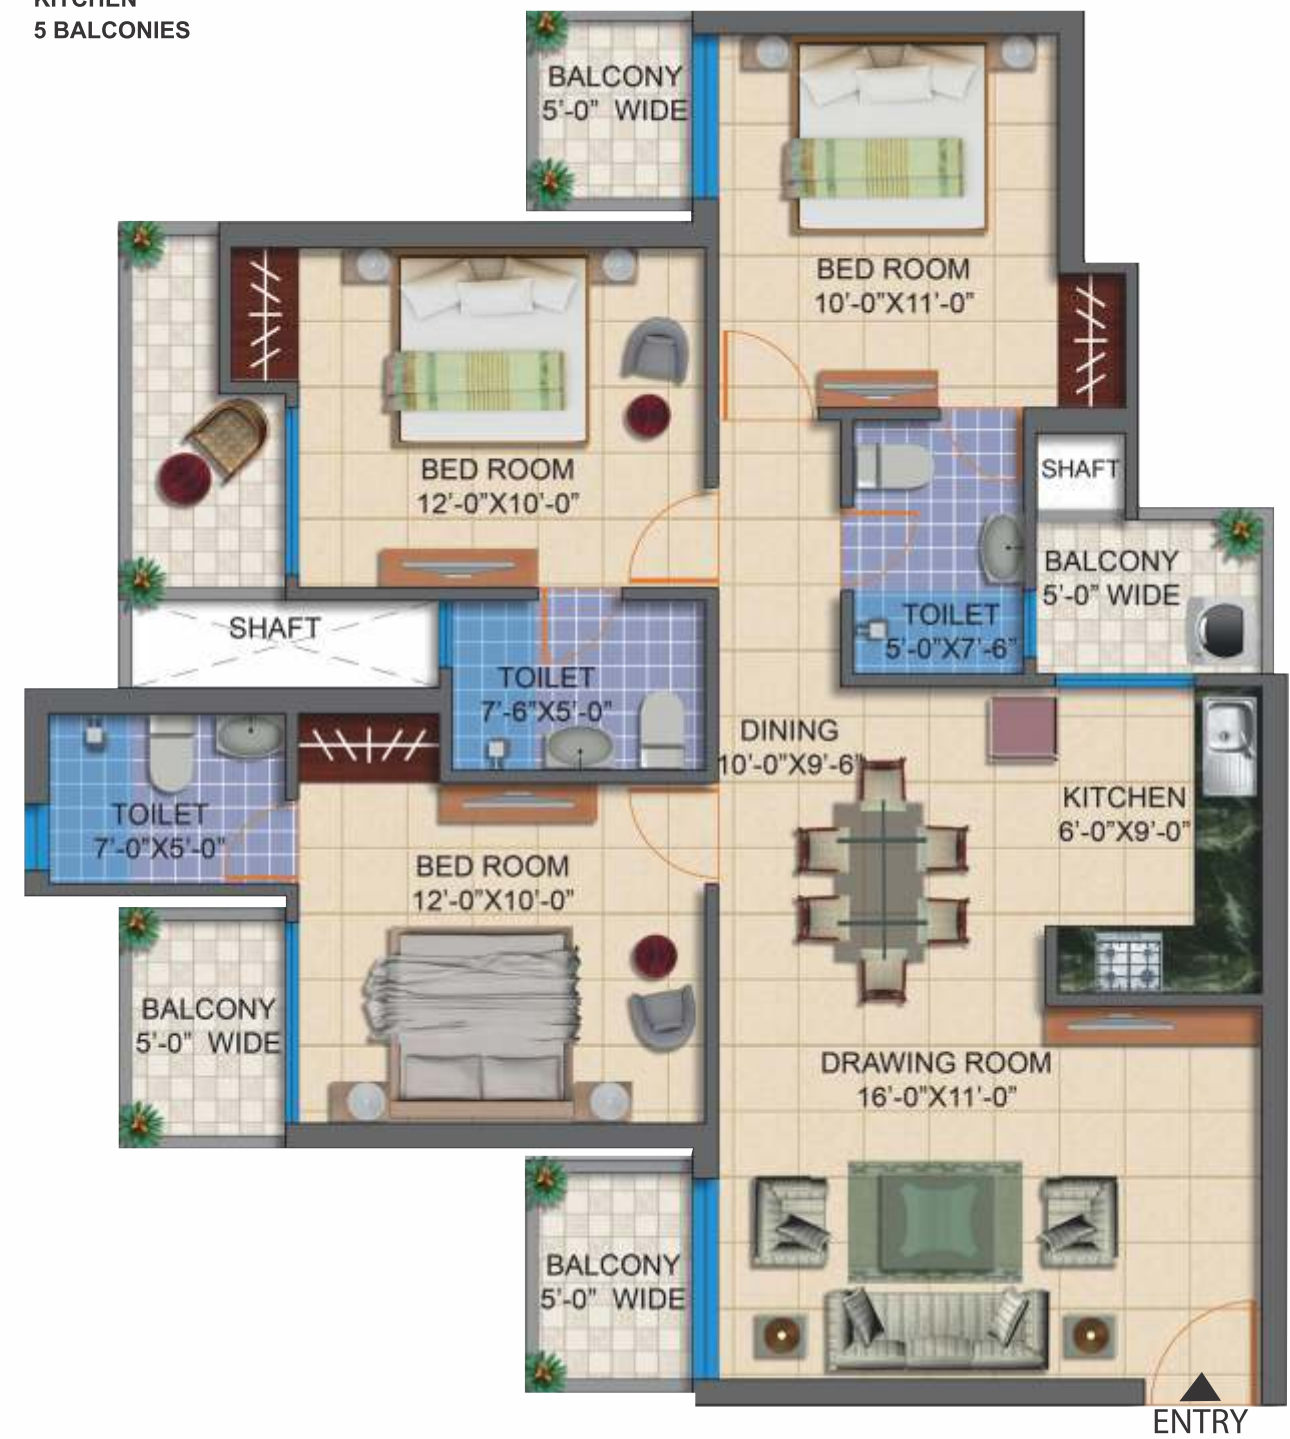 KITCHEN
5 BALCONIES
BALCONY
5'-0" WIDE
BED ROOM
10'-0"X11'-0"
BED ROOM
12'-0"X10'-0"
SHAFT
BALCONY
5'-0" WIDE
TOILET
5'-0"X7'-6"
SHAFT
TOILET
7'-6"X5'-0"
DINING
10'-0"X9'-6"
KITCHEN
6'-0"X9'-0"
TOILET
7'-0"X5'-0"
BED ROOM
12'-0"X10'-0"
BALCONY
5'-0" WIDE
DRAWING ROOM
16'-0"X11'-0"
BALCONY
5'-0" WIDE
ENTRY